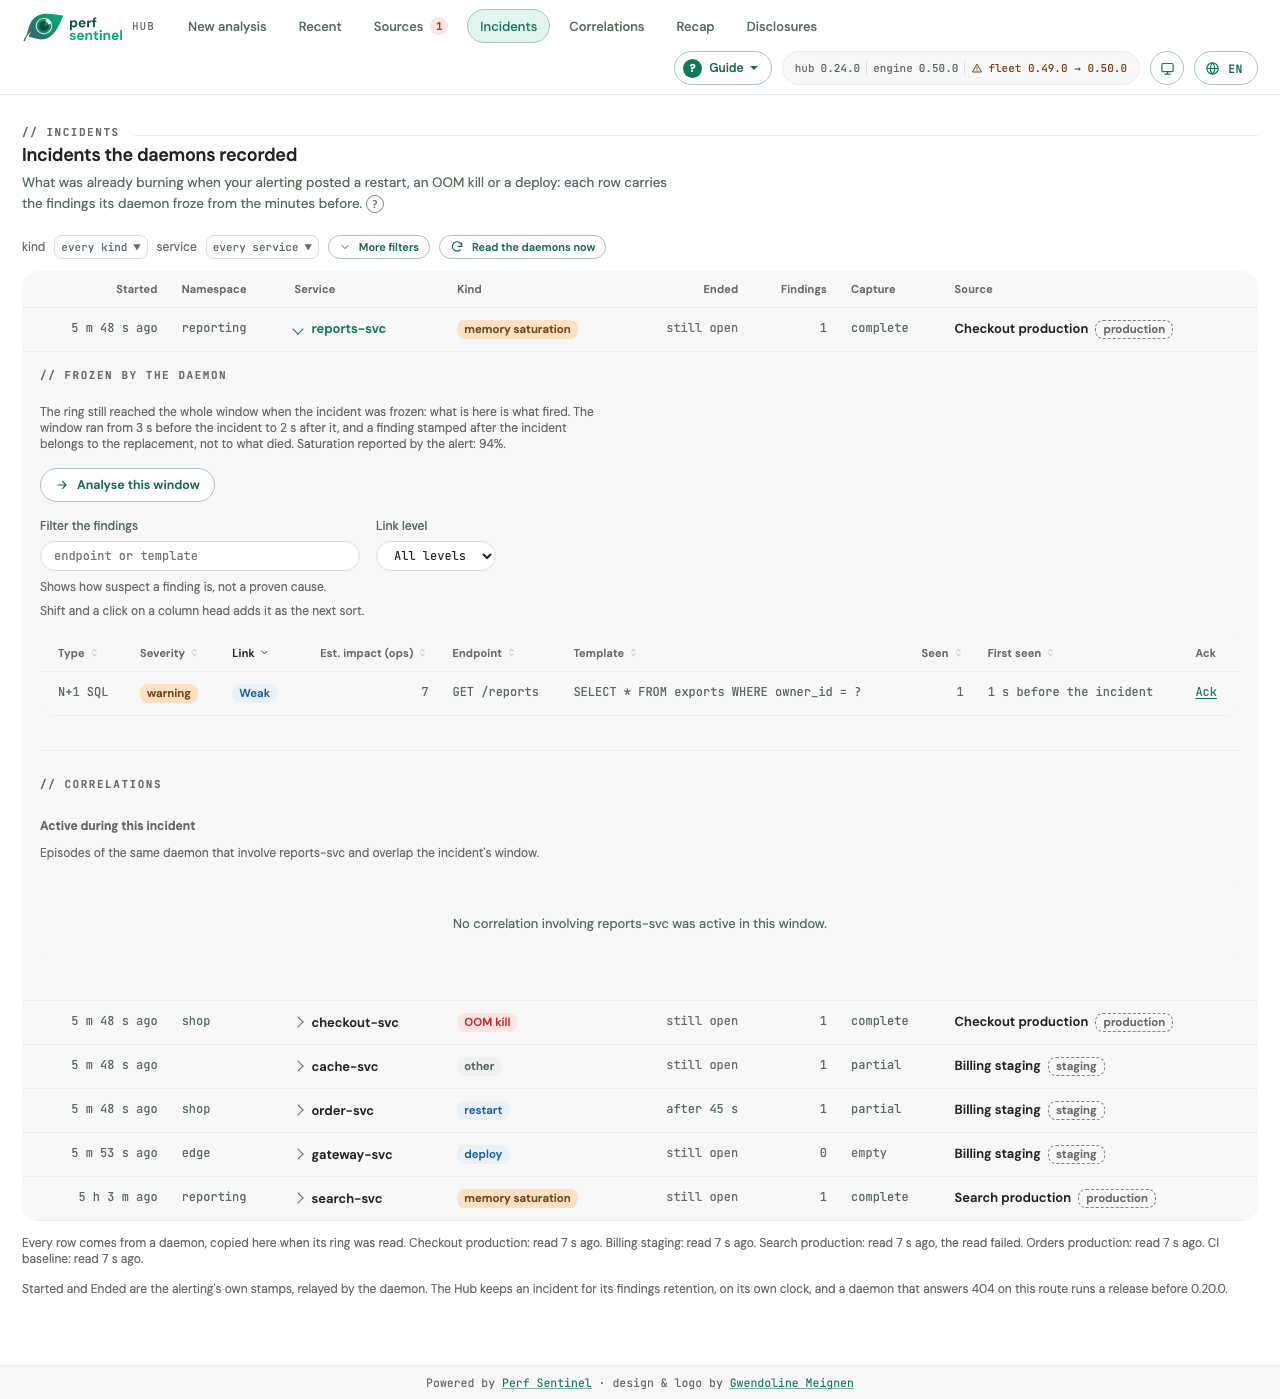 perf sentinel HUB New analysis Recent Sources 1 Incidents Correlations Recap Disclosures
? Guide hub 0.24.0 engine 0.50.0 fleet 0.49.0 → 0.50.0 EN
// INCIDENTS
Incidents the daemons recorded
What was already burning when your alerting posted a restart, an OOM kill or a deploy: each row carries
the findings its daemon froze from the minutes before. ?
kind every kind ▼ service every service ▼ More filters Read the daemons now
Started Namespace Service Kind Ended Findings Capture Source
5 m 48 s ago reporting reports-svc memory saturation still open 1 complete Checkout production production
// FROZEN BY THE DAEMON
The ring still reached the whole window when the incident was frozen: what is here is what fired. The
window ran from 3 s before the incident to 2 s after it, and a finding stamped after the incident
belongs to the replacement, not to what died. Saturation reported by the alert: 94%.
→ Analyse this window
Filter the findings Link level
endpoint or template All levels
Shows how suspect a finding is, not a proven cause.
Shift and a click on a column head adds it as the next sort.
Type Severity Link Est. impact (ops) Endpoint Template Seen First seen Ack
N+1 SQL warning Weak 7 GET /reports SELECT * FROM exports WHERE owner_id = ? 1 1 s before the incident Ack
// CORRELATIONS
Active during this incident
Episodes of the same daemon that involve reports-svc and overlap the incident's window.
No correlation involving reports-svc was active in this window.
5 m 48 s ago shop checkout-svc OOM kill still open 1 complete Checkout production production
5 m 48 s ago cache-svc other still open 1 partial Billing staging staging
5 m 48 s ago shop order-svc restart after 45 s 1 partial Billing staging staging
5 m 53 s ago edge gateway-svc deploy still open 0 empty Billing staging staging
5 h 3 m ago reporting search-svc memory saturation still open 1 complete Search production production
Every row comes from a daemon, copied here when its ring was read. Checkout production: read 7 s ago. Billing staging: read 7 s ago. Search production: read 7 s ago, the read failed. Orders production: read 7 s ago. CI
baseline: read 7 s ago.
Started and Ended are the alerting's own stamps, relayed by the daemon. The Hub keeps an incident for its findings retention, on its own clock, and a daemon that answers 404 on this route runs a release before 0.20.0.
Powered by Perf Sentinel · design & logo by Gwendoline Meignen